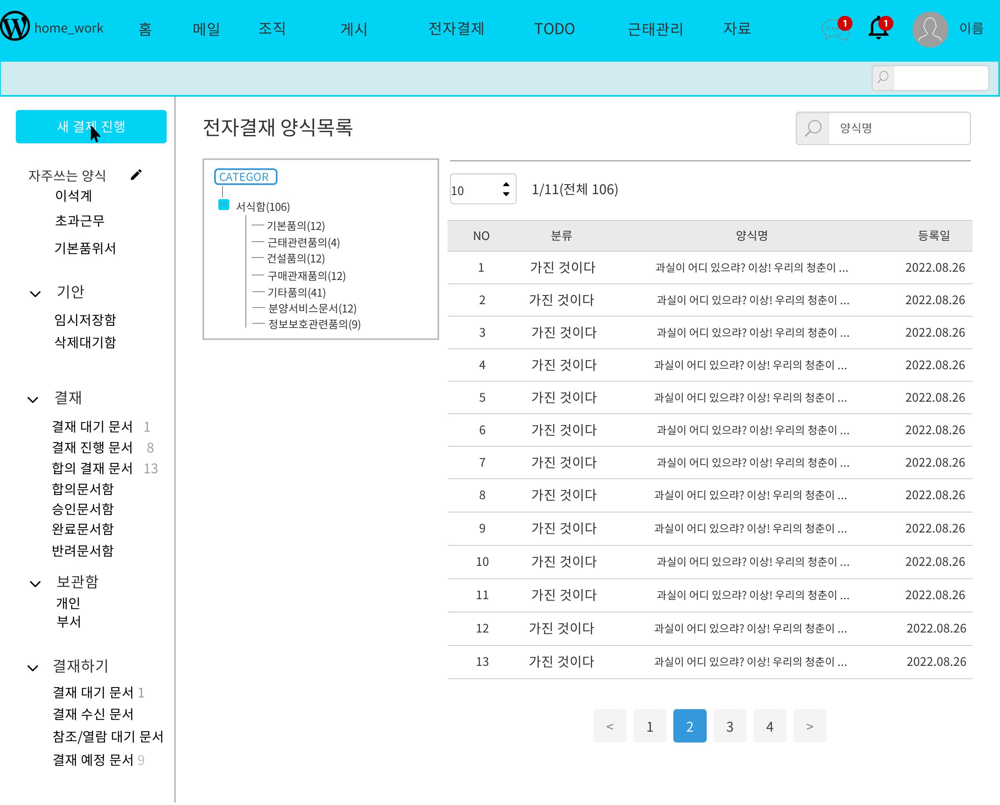 home_work 홈 메일 조직 게시 전자결제 TODO 근태관리 자료 1 1 이름
새 결제 진행
자주쓰는 양식
이석계
초과근무
기본품위서
기안
임시저장함
삭제대기함
결재
결재 대기 문서 1
결재 진행 문서 8
합의 결재 문서 13
합의문서함
승인문서함
완료문서함
반려문서함
보관함
개인
부서
결재하기
결재 대기 문서 1
결재 수신 문서
참조/열람 대기 문서
결재 예정 문서 9
전자결재 양식목록
양식명
CATEGOR
서식함(106)
기본품의(12)
근태관련품의(4)
건설품의(12)
구매관재품의(12)
기타품의(41)
분양서비스문서(12)
정보보호관련품의(9)
10 1/11(전체 106)
NO 분류 양식명 등록일
1 가진 것이다 과실이 어디 있으랴? 이상! 우리의 청춘이 ... 2022.08.26
2 가진 것이다 과실이 어디 있으랴? 이상! 우리의 청춘이 ... 2022.08.26
3 가진 것이다 과실이 어디 있으랴? 이상! 우리의 청춘이 ... 2022.08.26
4 가진 것이다 과실이 어디 있으랴? 이상! 우리의 청춘이 ... 2022.08.26
5 가진 것이다 과실이 어디 있으랴? 이상! 우리의 청춘이 ... 2022.08.26
6 가진 것이다 과실이 어디 있으랴? 이상! 우리의 청춘이 ... 2022.08.26
7 가진 것이다 과실이 어디 있으랴? 이상! 우리의 청춘이 ... 2022.08.26
8 가진 것이다 과실이 어디 있으랴? 이상! 우리의 청춘이 ... 2022.08.26
9 가진 것이다 과실이 어디 있으랴? 이상! 우리의 청춘이 ... 2022.08.26
10 가진 것이다 과실이 어디 있으랴? 이상! 우리의 청춘이 ... 2022.08.26
11 가진 것이다 과실이 어디 있으랴? 이상! 우리의 청춘이 ... 2022.08.26
12 가진 것이다 과실이 어디 있으랴? 이상! 우리의 청춘이 ... 2022.08.26
13 가진 것이다 과실이 어디 있으랴? 이상! 우리의 청춘이 ... 2022.08.26
< 1 2 3 4 >